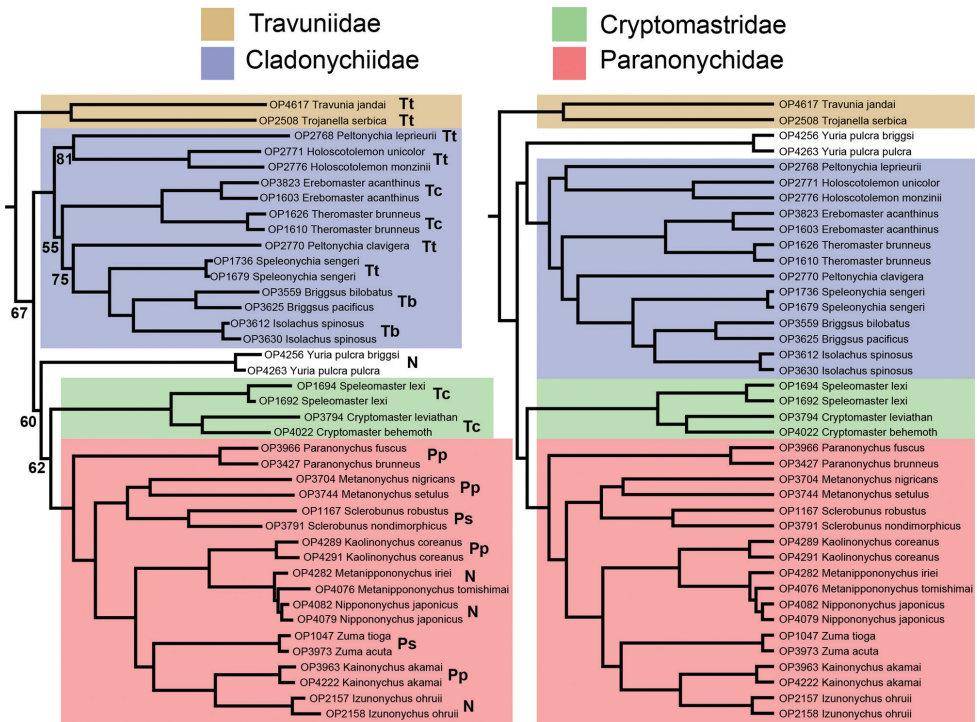 Travuniidae
Cladonychiidae
Cryptomastridae
Paranonychidae
OP4617 Travunia jandai Tt
OP2508 Trojanella serbica Tt
OP2768 Peltonychia leprieurii Tt
81
OP2771 Holoscotolemon unicolor Tt
OP2776 Holoscotolemon monzinii
OP3823 Erebomaster acanthinus Tc
OP1603 Erebomaster acanthinus
OP1626 Theromaster brunneus Tc
OP1610 Theromaster brunneus
55
OP2770 Peltonychia clavigera Tt
OP1736 Speleonychia sengeri Tt
75
OP1679 Speleonychia sengeri
OP3559 Briggsus bilobatus Tb
OP3625 Briggsus pacificus
67
OP3612 Isolachus spinosus Tb
OP3630 Isolachus spinosus
OP4256 Yuria pulcra briggsi N
OP4263 Yuria pulcra pulcra
OP1694 Speleomaster lexi Tc
OP1692 Speleomaster lexi
60
OP3794 Cryptomaster leviathan Tc
OP4022 Cryptomaster behemoth
OP3966 Paranonychus fuscus Pp
62
OP3427 Paranonychus brunneus
OP3704 Metanonychus nigricans Pp
OP3744 Metanonychus setulus
OP1167 Sclerobunus robustus Ps
OP3791 Sclerobunus nondimorphicus
OP4289 Kaolinonychus coreanus Pp
OP4291 Kaolinonychus coreanus
OP4282 Metanippononychus iriei N
OP4076 Metanippononychus tomishimai
OP4082 Nippononychus japonicus N
OP4079 Nippononychus japonicus
OP1047 Zuma tioga Ps
OP3973 Zuma acuta
OP3963 Kainonychus akamai Pp
OP4222 Kainonychus akamai
OP2157 Izunonychus ohruii N
OP2158 Izunonychus ohruii
OP4617 Travunia jandai
OP2508 Trojanella serbica
OP4256 Yuria pulcra briggsi
OP4263 Yuria pulcra pulcra
OP2768 Peltonychia leprieurii
OP2771 Holoscotolemon unicolor
OP2776 Holoscotolemon monzinii
OP3823 Erebomaster acanthinus
OP1603 Erebomaster acanthinus
OP1626 Theromaster brunneus
OP1610 Theromaster brunneus
OP2770 Peltonychia clavigera
OP1736 Speleonychia sengeri
OP1679 Speleonychia sengeri
OP3559 Briggsus bilobatus
OP3625 Briggsus pacificus
OP3612 Isolachus spinosus
OP3630 Isolachus spinosus
OP1694 Speleomaster lexi
OP1692 Speleomaster lexi
OP3794 Cryptomaster leviathan
OP4022 Cryptomaster behemoth
OP3966 Paranonychus fuscus
OP3427 Paranonychus brunneus
OP3704 Metanonychus nigricans
OP3744 Metanonychus setulus
OP1167 Sclerobunus robustus
OP3791 Sclerobunus nondimorphicus
OP4289 Kaolinonychus coreanus
OP4291 Kaolinonychus coreanus
OP4282 Metanippononychus iriei
OP4076 Metanippononychus tomishimai
OP4082 Nippononychus japonicus
OP4079 Nippononychus japonicus
OP1047 Zuma tioga
OP3973 Zuma acuta
OP3963 Kainonychus akamai
OP4222 Kainonychus akamai
OP2157 Izunonychus ohruii
OP2158 Izunonychus ohruii